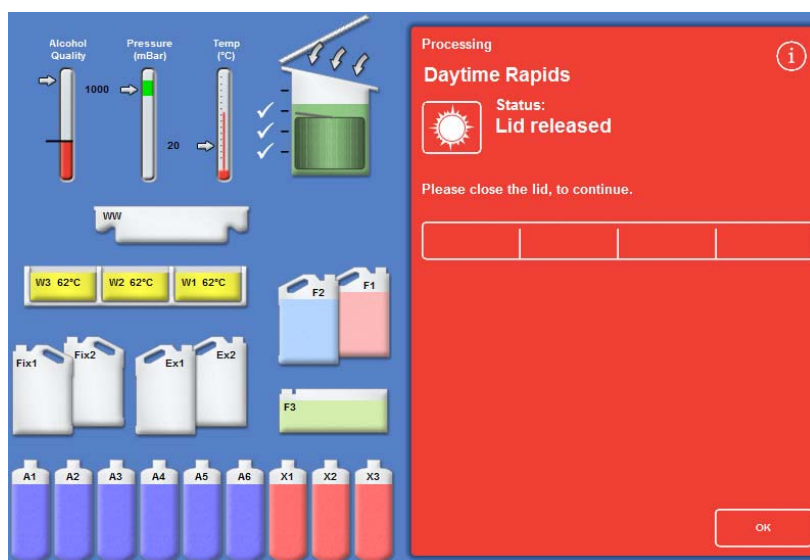 Alcohol
Quality
Pressure
(mBar)
Temp
(°C)
1000
20
WW
W3 62°C
W2 62°C
W1 62°C
F2
F1
Fix1
Fix2
Ex1
Ex2
F3
A1
A2
A3
A4
A5
A6
X1
X2
X3
Processing
i
Daytime Rapids
Status:
Lid released
Please close the lid, to continue.
OK